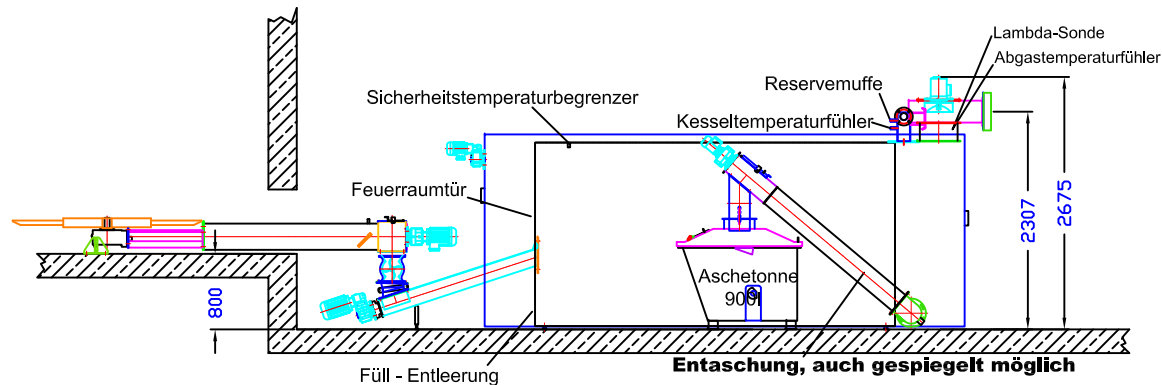 Lambda-Sonde
Abgastemperaturfühler
Reservemuffe
Sicherheitstemperaturbegrenzer
Kesseltemperaturfühler
Feuerraumtür
2307
2675
Aschetonne
900l
800
Füll - Entleerung
Entaschung, auch gespiegelt möglich